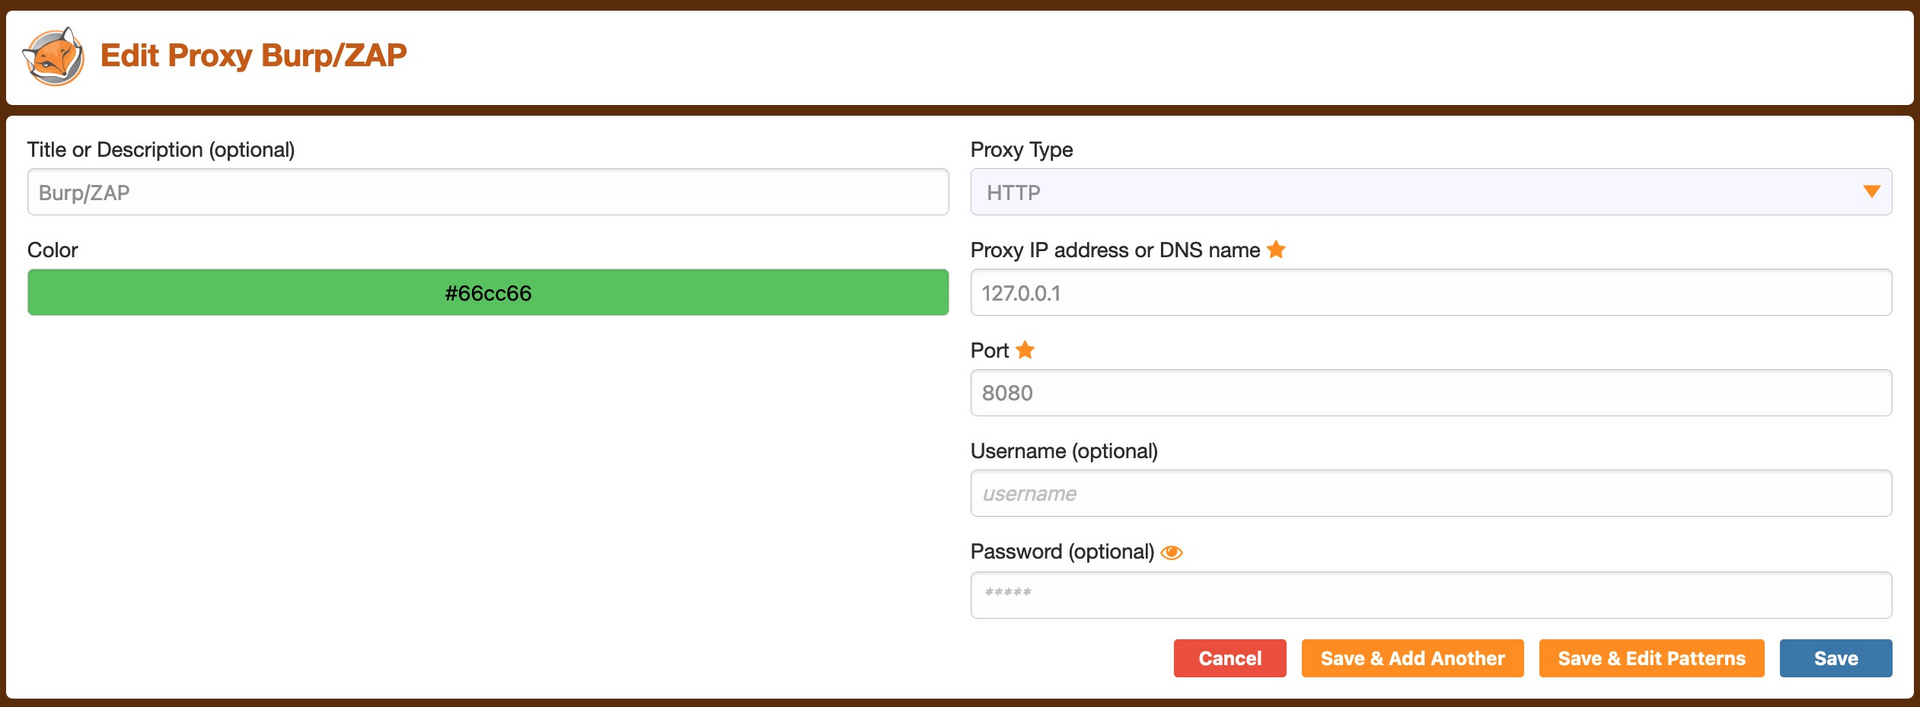 Edit Proxy Burp/ZAP
Title or Description (optional)
Burp/ZAP
Color
#66cc66
Proxy Type
HTTP
Proxy IP address or DNS name
127.0.0.1
Port
8080
Username (optional)
username
Password (optional)
*****
Cancel
Save & Add Another
Save & Edit Patterns
Save